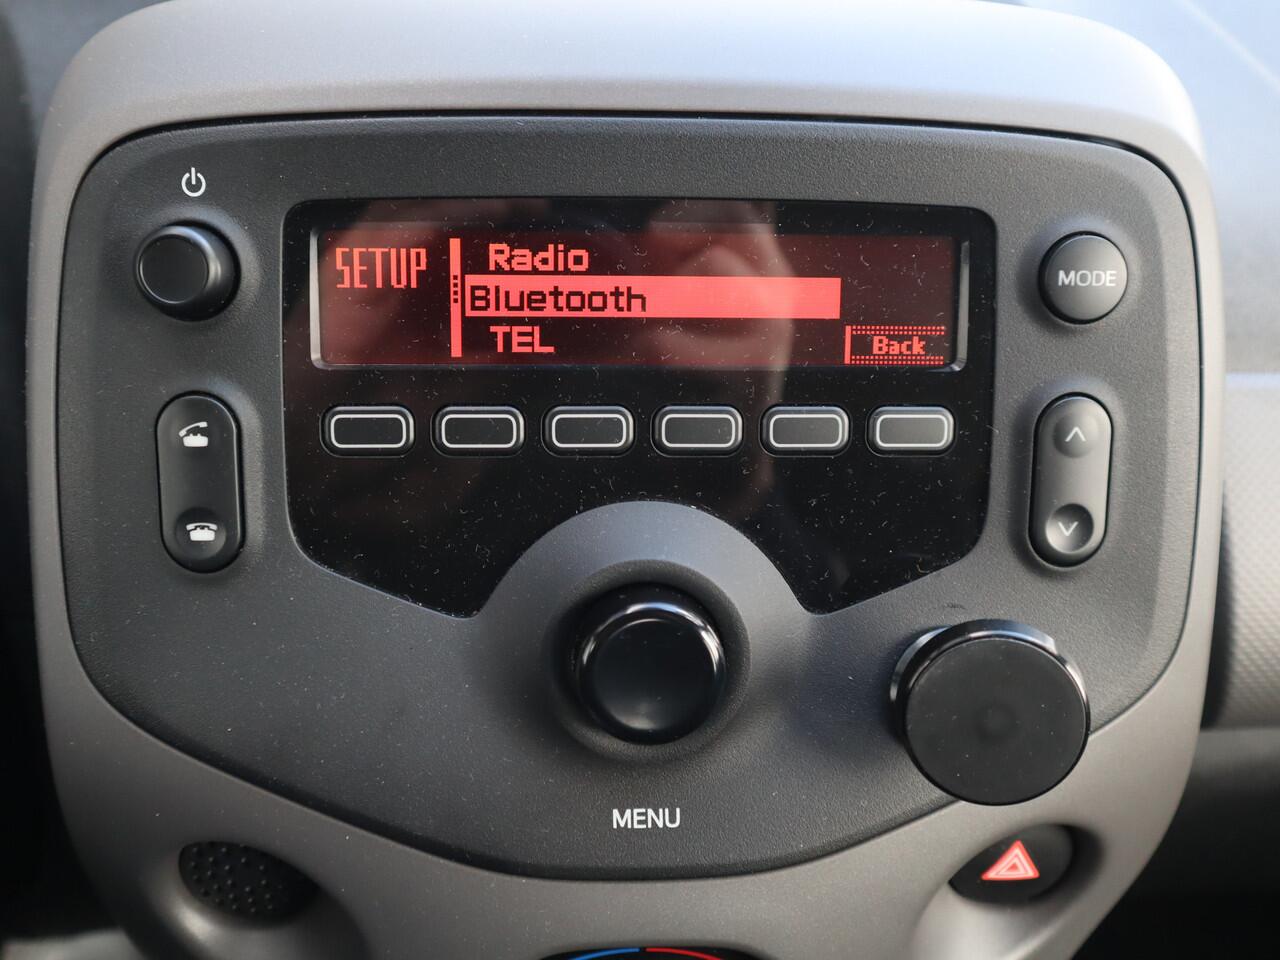 SETUP
Radio
Bluetooth
TEL
Back
MODE
MENU